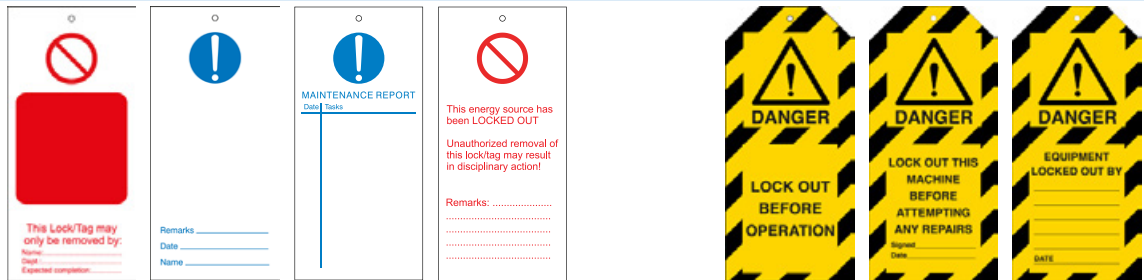 This Lock/Tag may
only be removed by:
Name:
Dept.:
Expected completion:
Remarks
Date
Name
MAINTENANCE REPORT
Date Tasks
This energy source has
been LOCKED OUT
Unauthorized removal of
this lock/tag may result
in disciplinary action!
Remarks: ....................
..................................
..................................
..................................
..................................
DANGER
LOCK OUT
BEFORE
OPERATION
DANGER
LOCK OUT THIS
MACHINE
BEFORE
ATTEMPTING
ANY REPAIRS
Signed
Date
DANGER
EQUIPMENT
LOCKED OUT BY
DATE